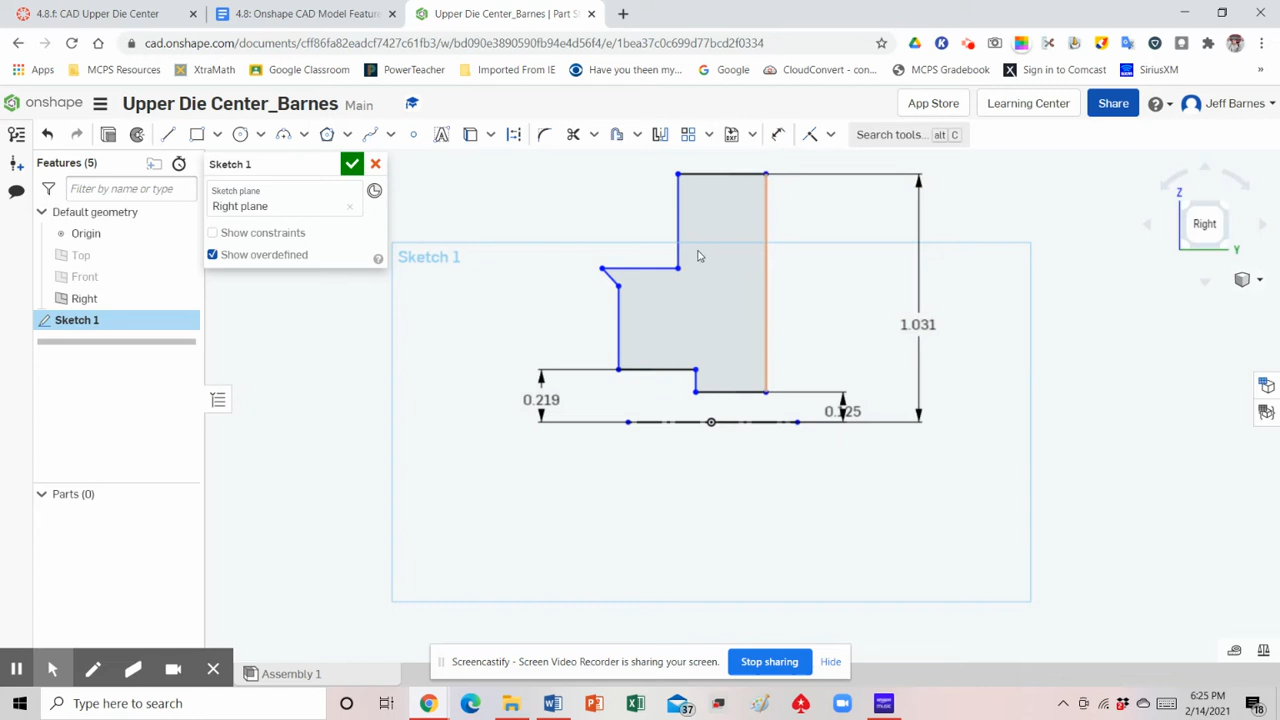 4.8.f: CAD Upper Die Center
4.8: Onshape CAD Model Feature
Upper Die Center_Barnes | Part S
cad.onshape.com/documents/cff86fa82eadcf7427c61fb3/w/bd090e3890590fb9e4d56f4/e/1bea37c0c699d77bcd2f0334
Apps
MCPS Resources
XtraMath
Google Classroom
PowerTeacher
Imported From IE
Have you theen my...
Google
CloudConvert - con...
MCPS Gradebook
Sign in to Comcast
SiriusXM
onshape
Upper Die Center_Barnes Main
App Store
Learning Center
Share
Jeff Barnes
Search tools... alt C
Features (5)
Filter by name or type
Default geometry
Origin
Top
Front
Right
Sketch 1
Parts (0)
Sketch 1
Sketch plane
Right plane
Show constraints
Show overdefined
Sketch 1
1.031
0.219
0.125
Z
Right
Y
Screencastify - Screen Video Recorder is sharing your screen.
Stop sharing
Hide
Assembly 1
Type here to search
37
6:25 PM
2/14/2021
18